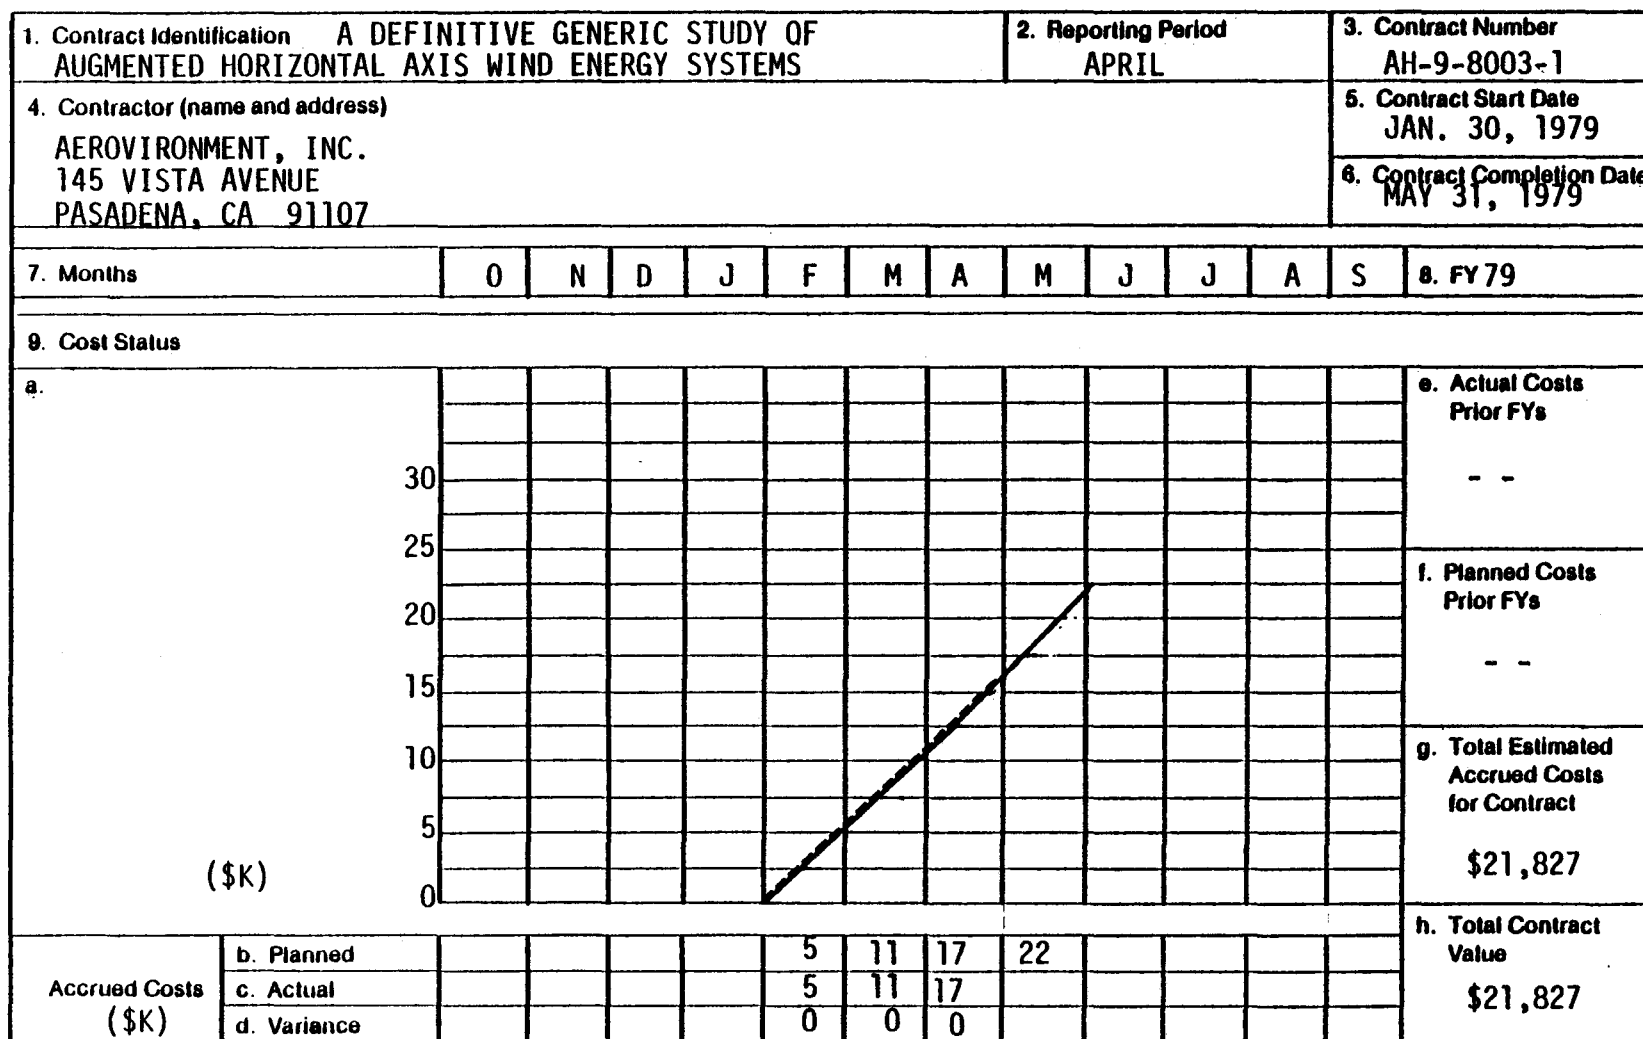 1. Contract Identification A DEFINITIVE GENERIC STUDY OF
AUGMENTED HORIZONTAL AXIS WIND ENERGY SYSTEMS
2. Reporting Period
APRIL
3. Contract Number
AH-9-8003-1
4. Contractor (name and address)
AEROVIRONMENT, INC.
145 VISTA AVENUE
PASADENA, CA 91107
5. Contract Start Date
JAN. 30, 1979
6. Contract Completion Date
MAY 31, 1979
7. Months O N D J F M A M J J A S 8. FY 79
9. Cost Status
a.
30
25
20
15
10
5
0
($K)
e. Actual Costs
Prior FYs
- -
f. Planned Costs
Prior FYs
- -
g. Total Estimated
Accrued Costs
for Contract
$21,827
h. Total Contract
Value
$21,827
Accrued Costs
($K)
b. Planned 5 11 17 22
c. Actual 5 11 17
d. Variance 0 0 0